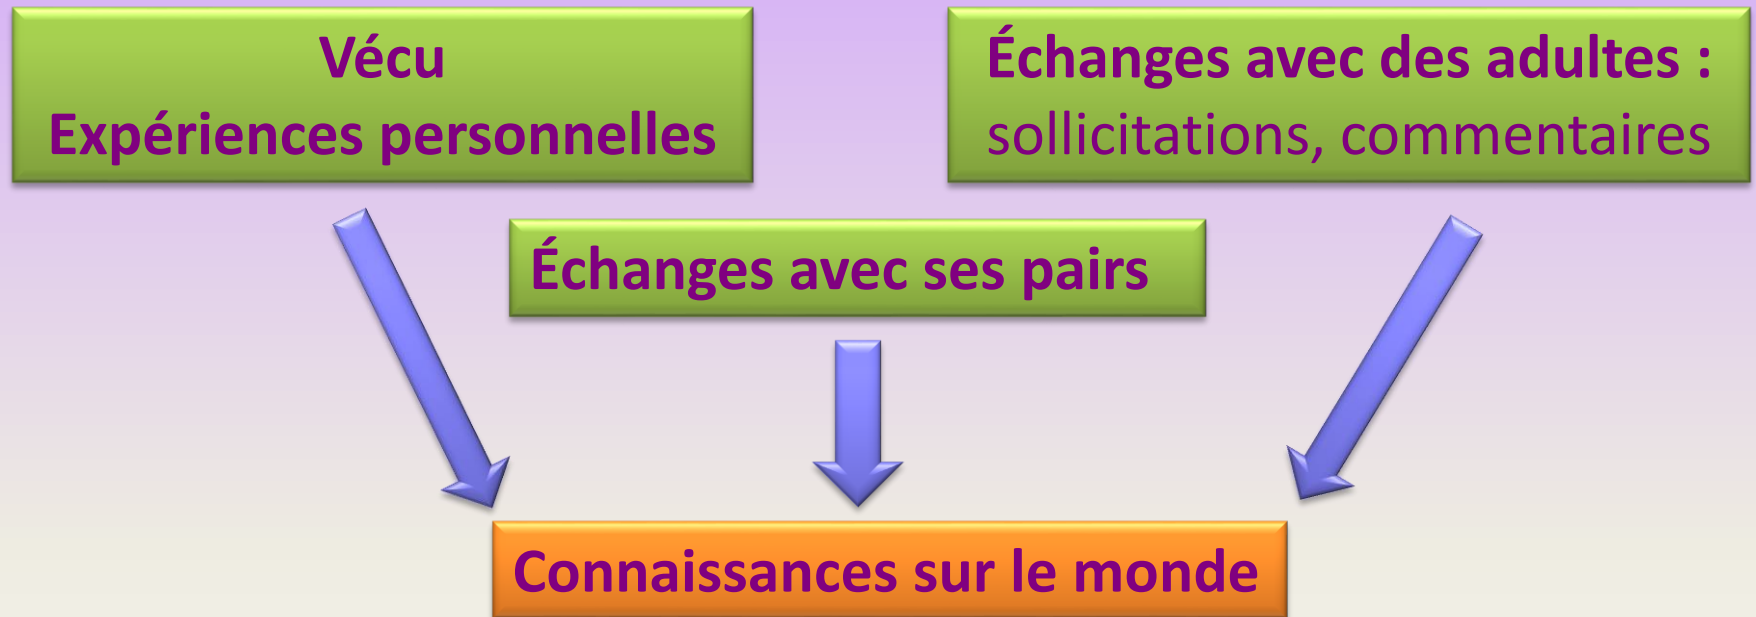 Vécu
Expériences personnelles
Échanges avec des adultes :
sollicitations, commentaires
Échanges avec ses pairs
Connaissances sur le monde